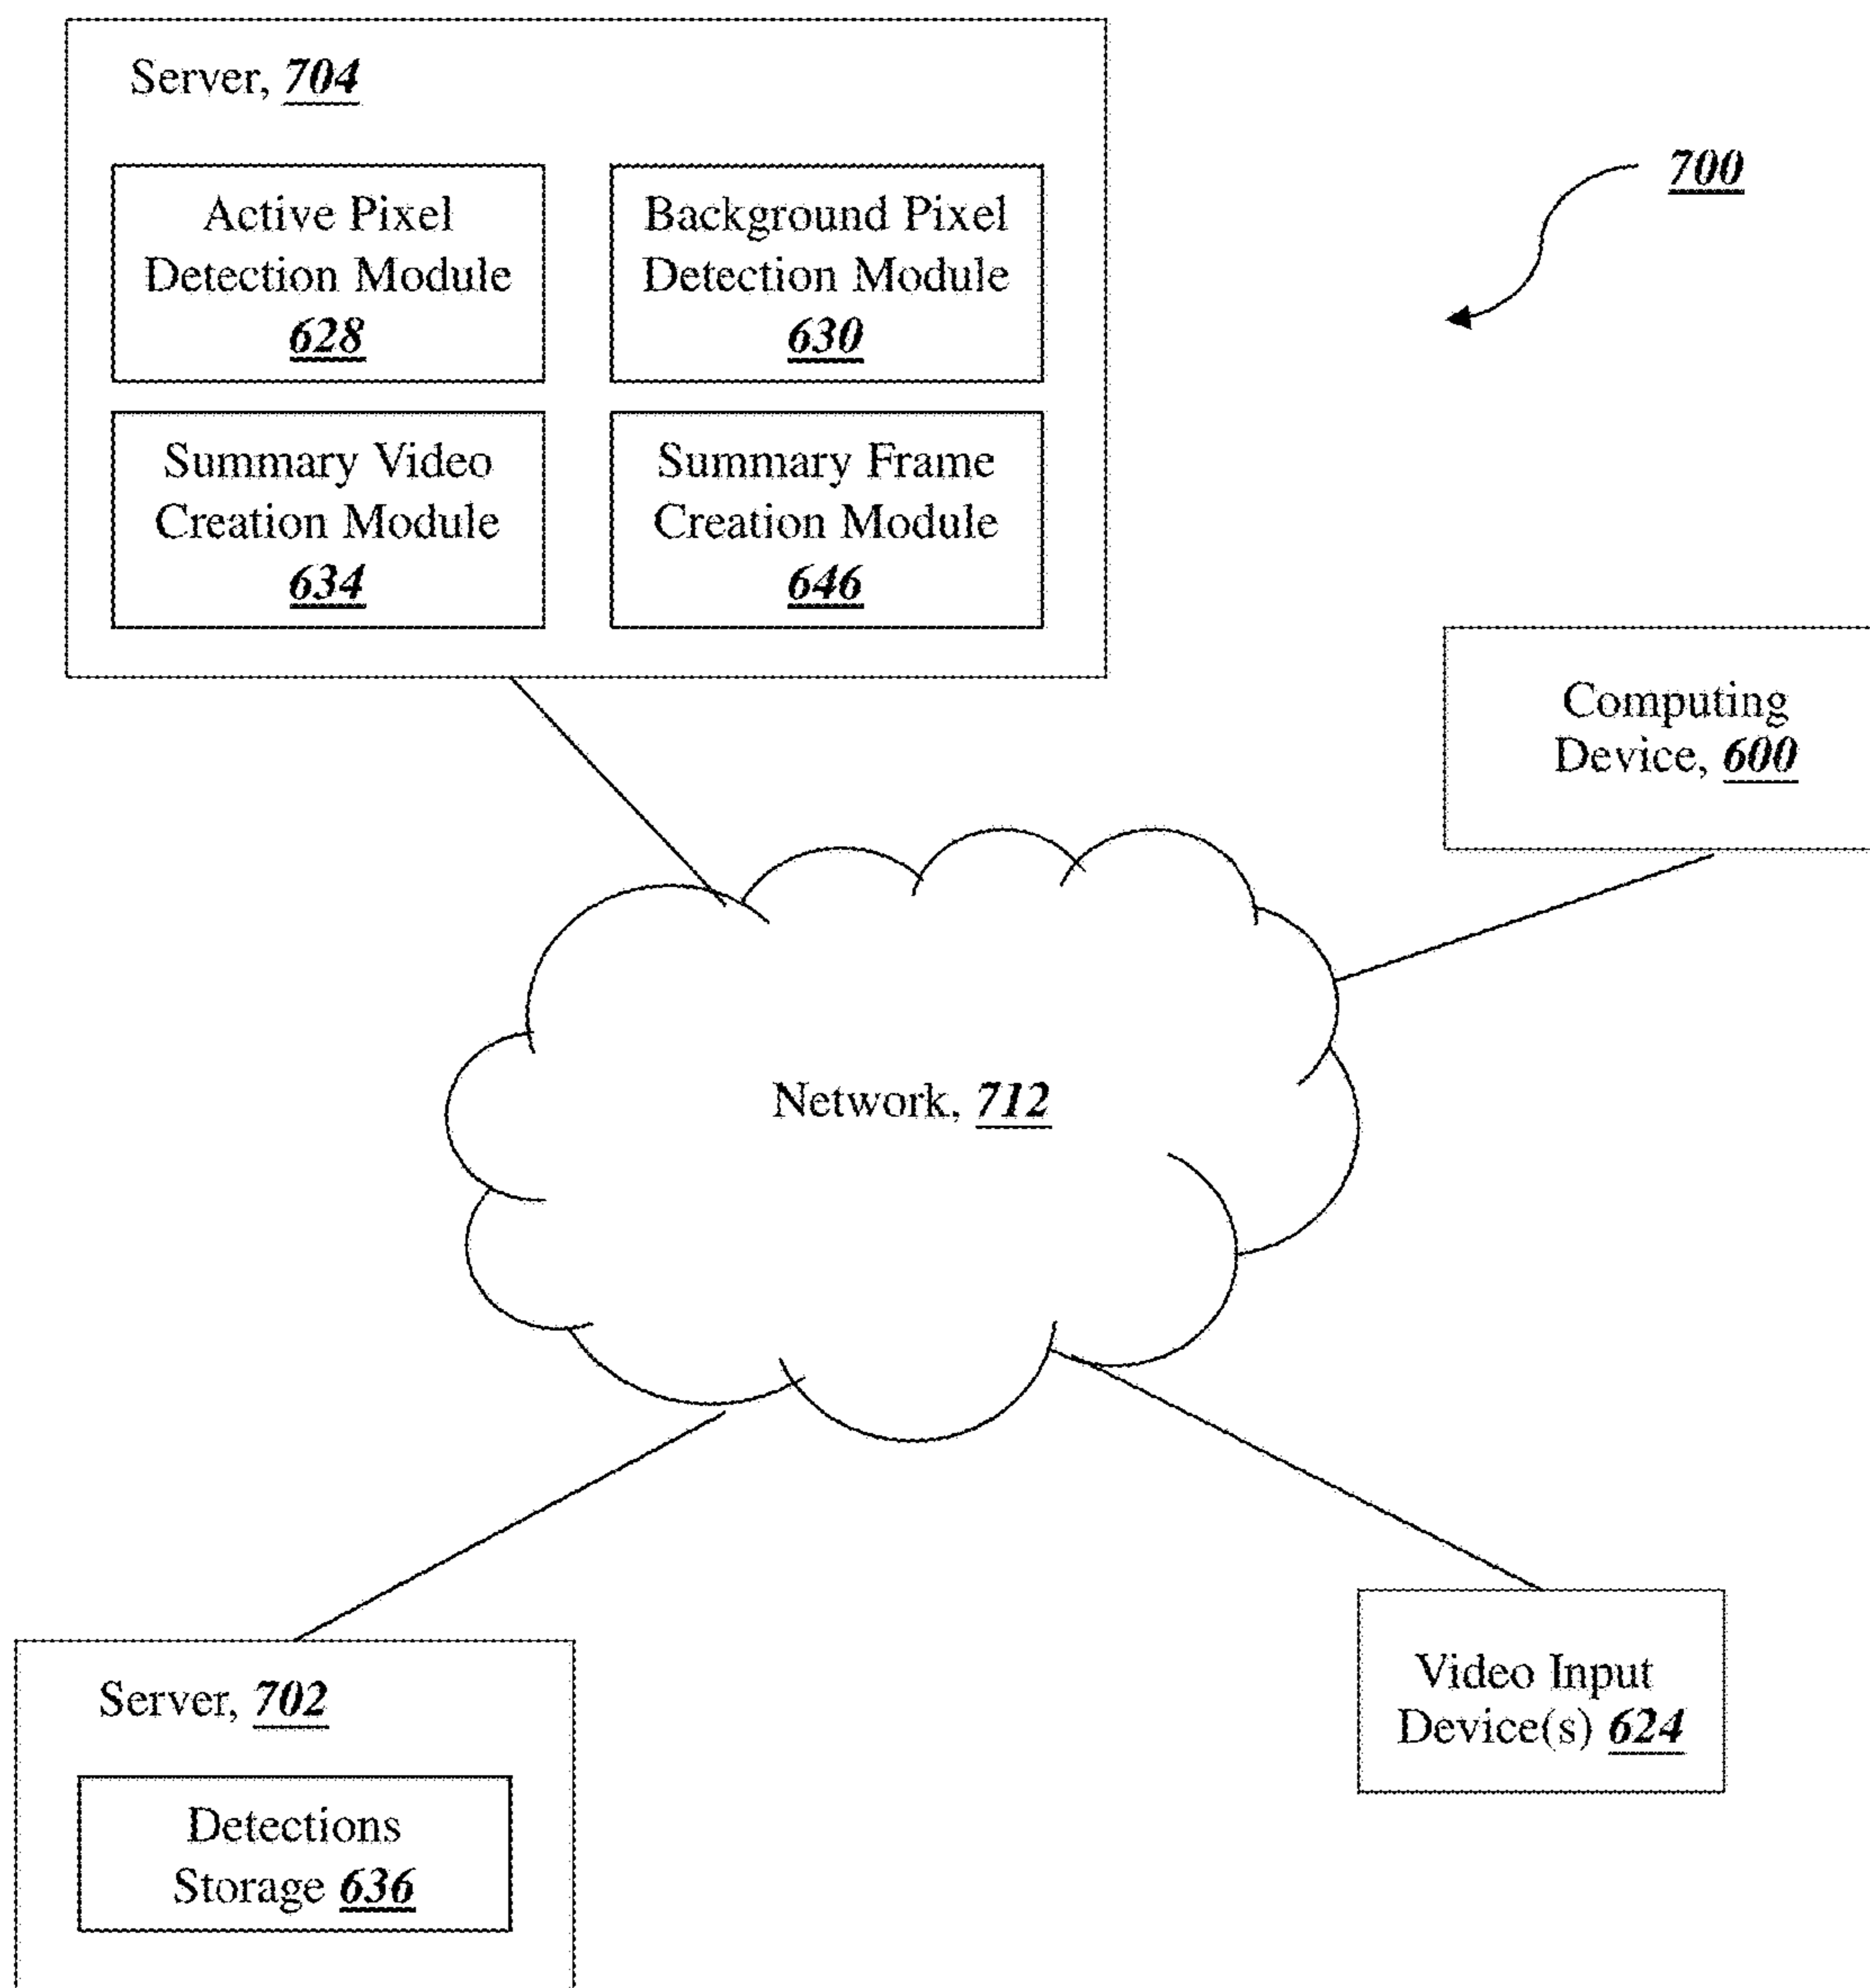 Server, 704
Active Pixel
Detection Module
628
Background Pixel
Detection Module
630
Summary Video
Creation Module
634
Summary Frame
Creation Module
646
700
Computing
Device, 600
Network, 712
Server, 702
Detections
Storage 636
Video Input
Device(s) 624